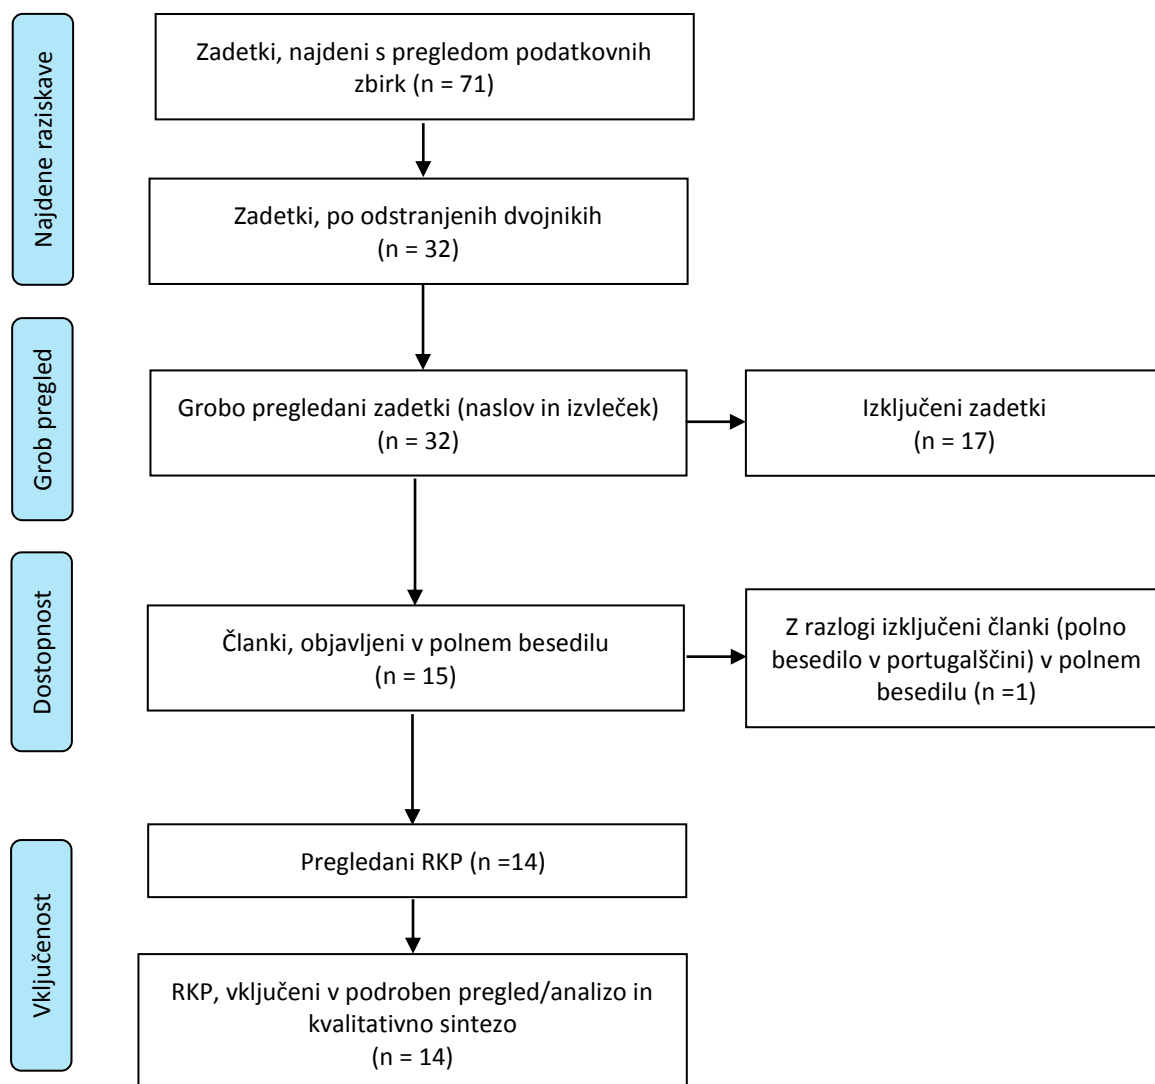 Najdene raziskave
Zadetki, najdeni s pregledom podatkovnih
zbirk (n = 71)
Zadetki, po odstranjenih dvojnikih
(n = 32)
Grob pregled
Grobo pregledani zadetki (naslov in izvleček)
(n = 32)
Izključeni zadetki
(n = 17)
Dostopnost
Članki, objavljeni v polnem besedilu
(n = 15)
Z razlogi izključeni članki (polno
besedilo v portugalščini) v polnem
besedilu (n =1)
Vključenost
Pregledani RKP (n =14)
RKP, vključeni v podroben pregled/analizo in
kvalitativno sintezo
(n = 14)